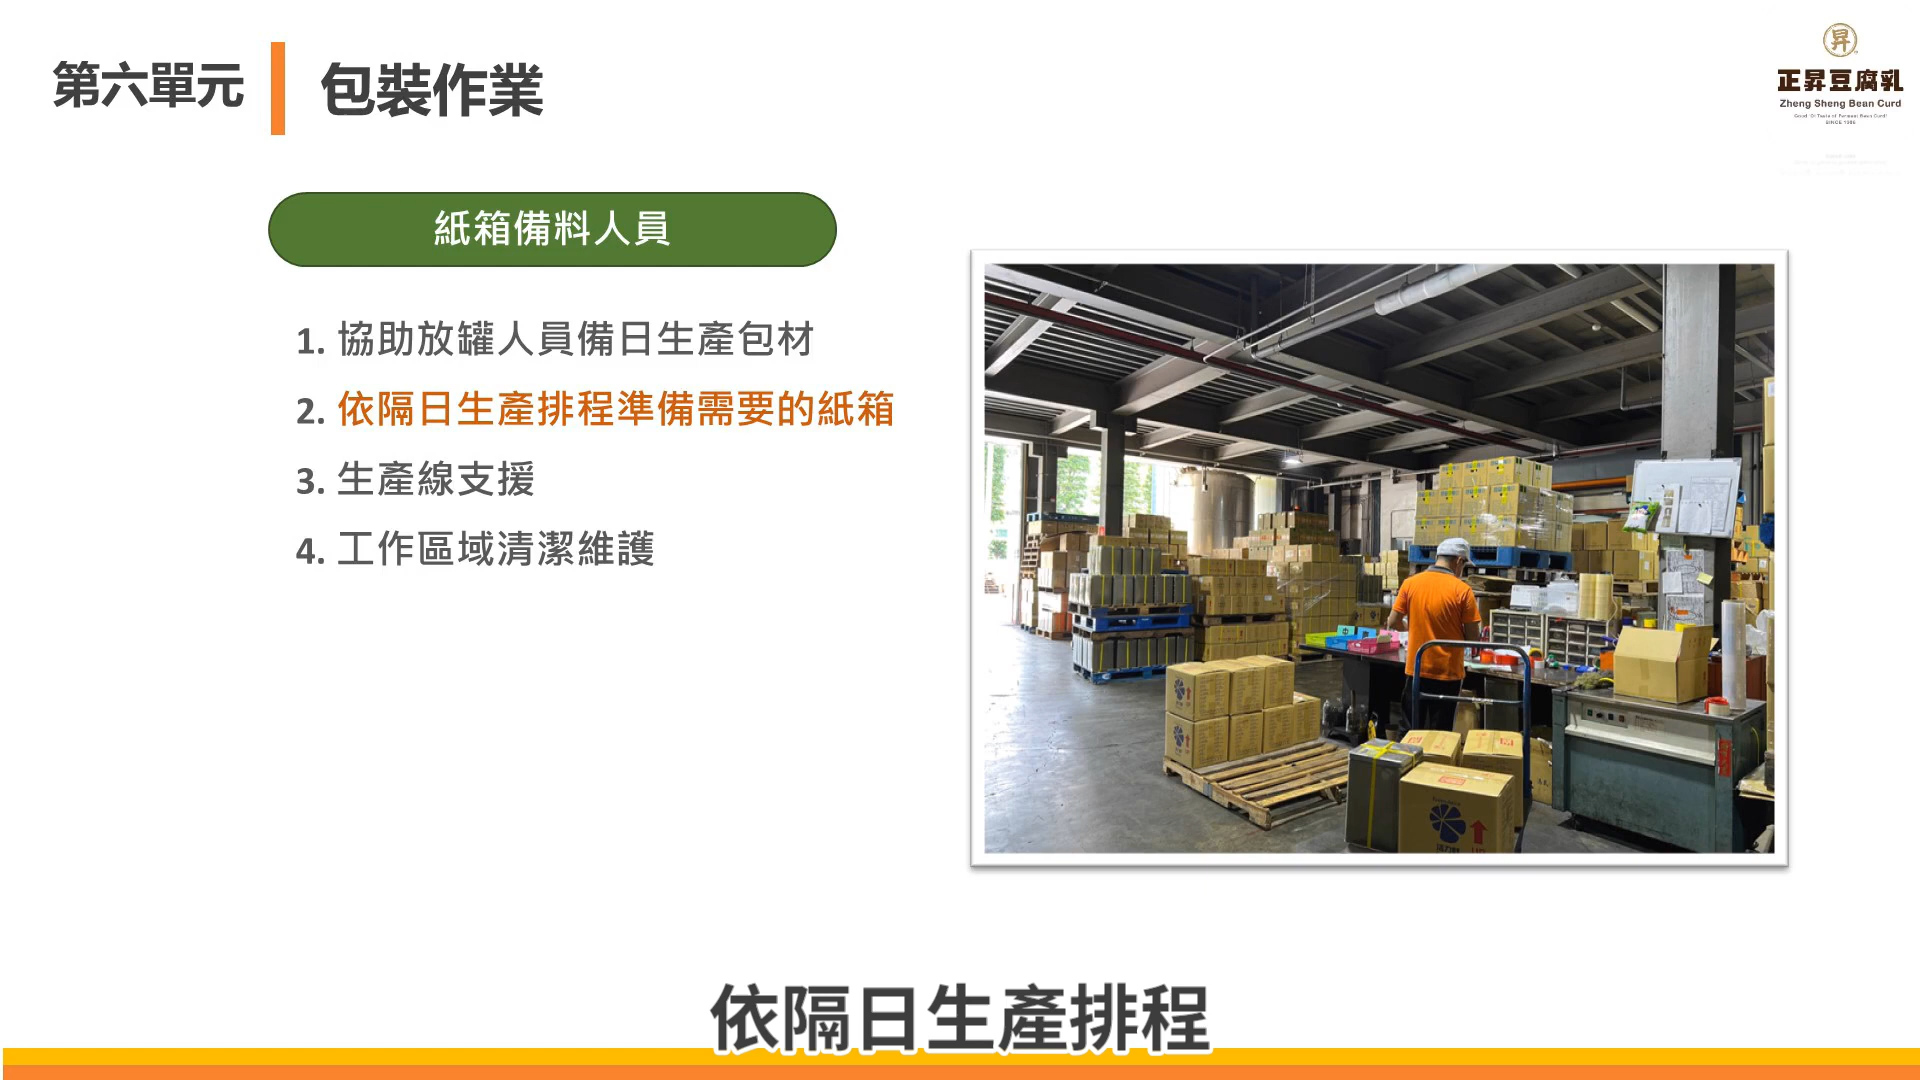 第六單元
包裝作業
昇
正昇豆腐乳
Zheng Sheng Bean Curd
SINCE 1986
紙箱備料人員
1. 協助放罐人員備日生產包材
2. 依隔日生產排程準備需要的紙箱
3. 生產線支援
4. 工作區域清潔維護
依隔日生產排程